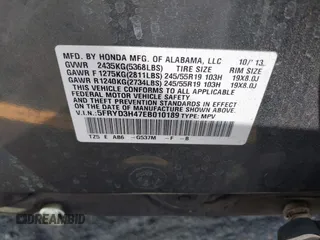 MFD. BY HONDA MFG. OF ALABAMA, LLC 10/'13
GVWR 2435KG(5368LBS) TIRE SIZE RIM SIZE
GAWR F 1275KG(2811LBS) 245/55R19 103H 19X8.0J
GAWR R 1240KG(2734LBS) 245/55R19 103H 19X8.0J
THIS VEHICLE CONFORMS TO ALL APPLICABLE
FEDERAL MOTOR VEHICLE SAFETY AND THEFT
PREVENTION STANDARDS IN EFFECT ON THE DATE
OF MANUFACTURE SHOWN ABOVE.
V.I.N.:5FRYD3H47EB010189 TYPE: MPV
TZ5 E A86 -G537M -F -B
DREAMBID